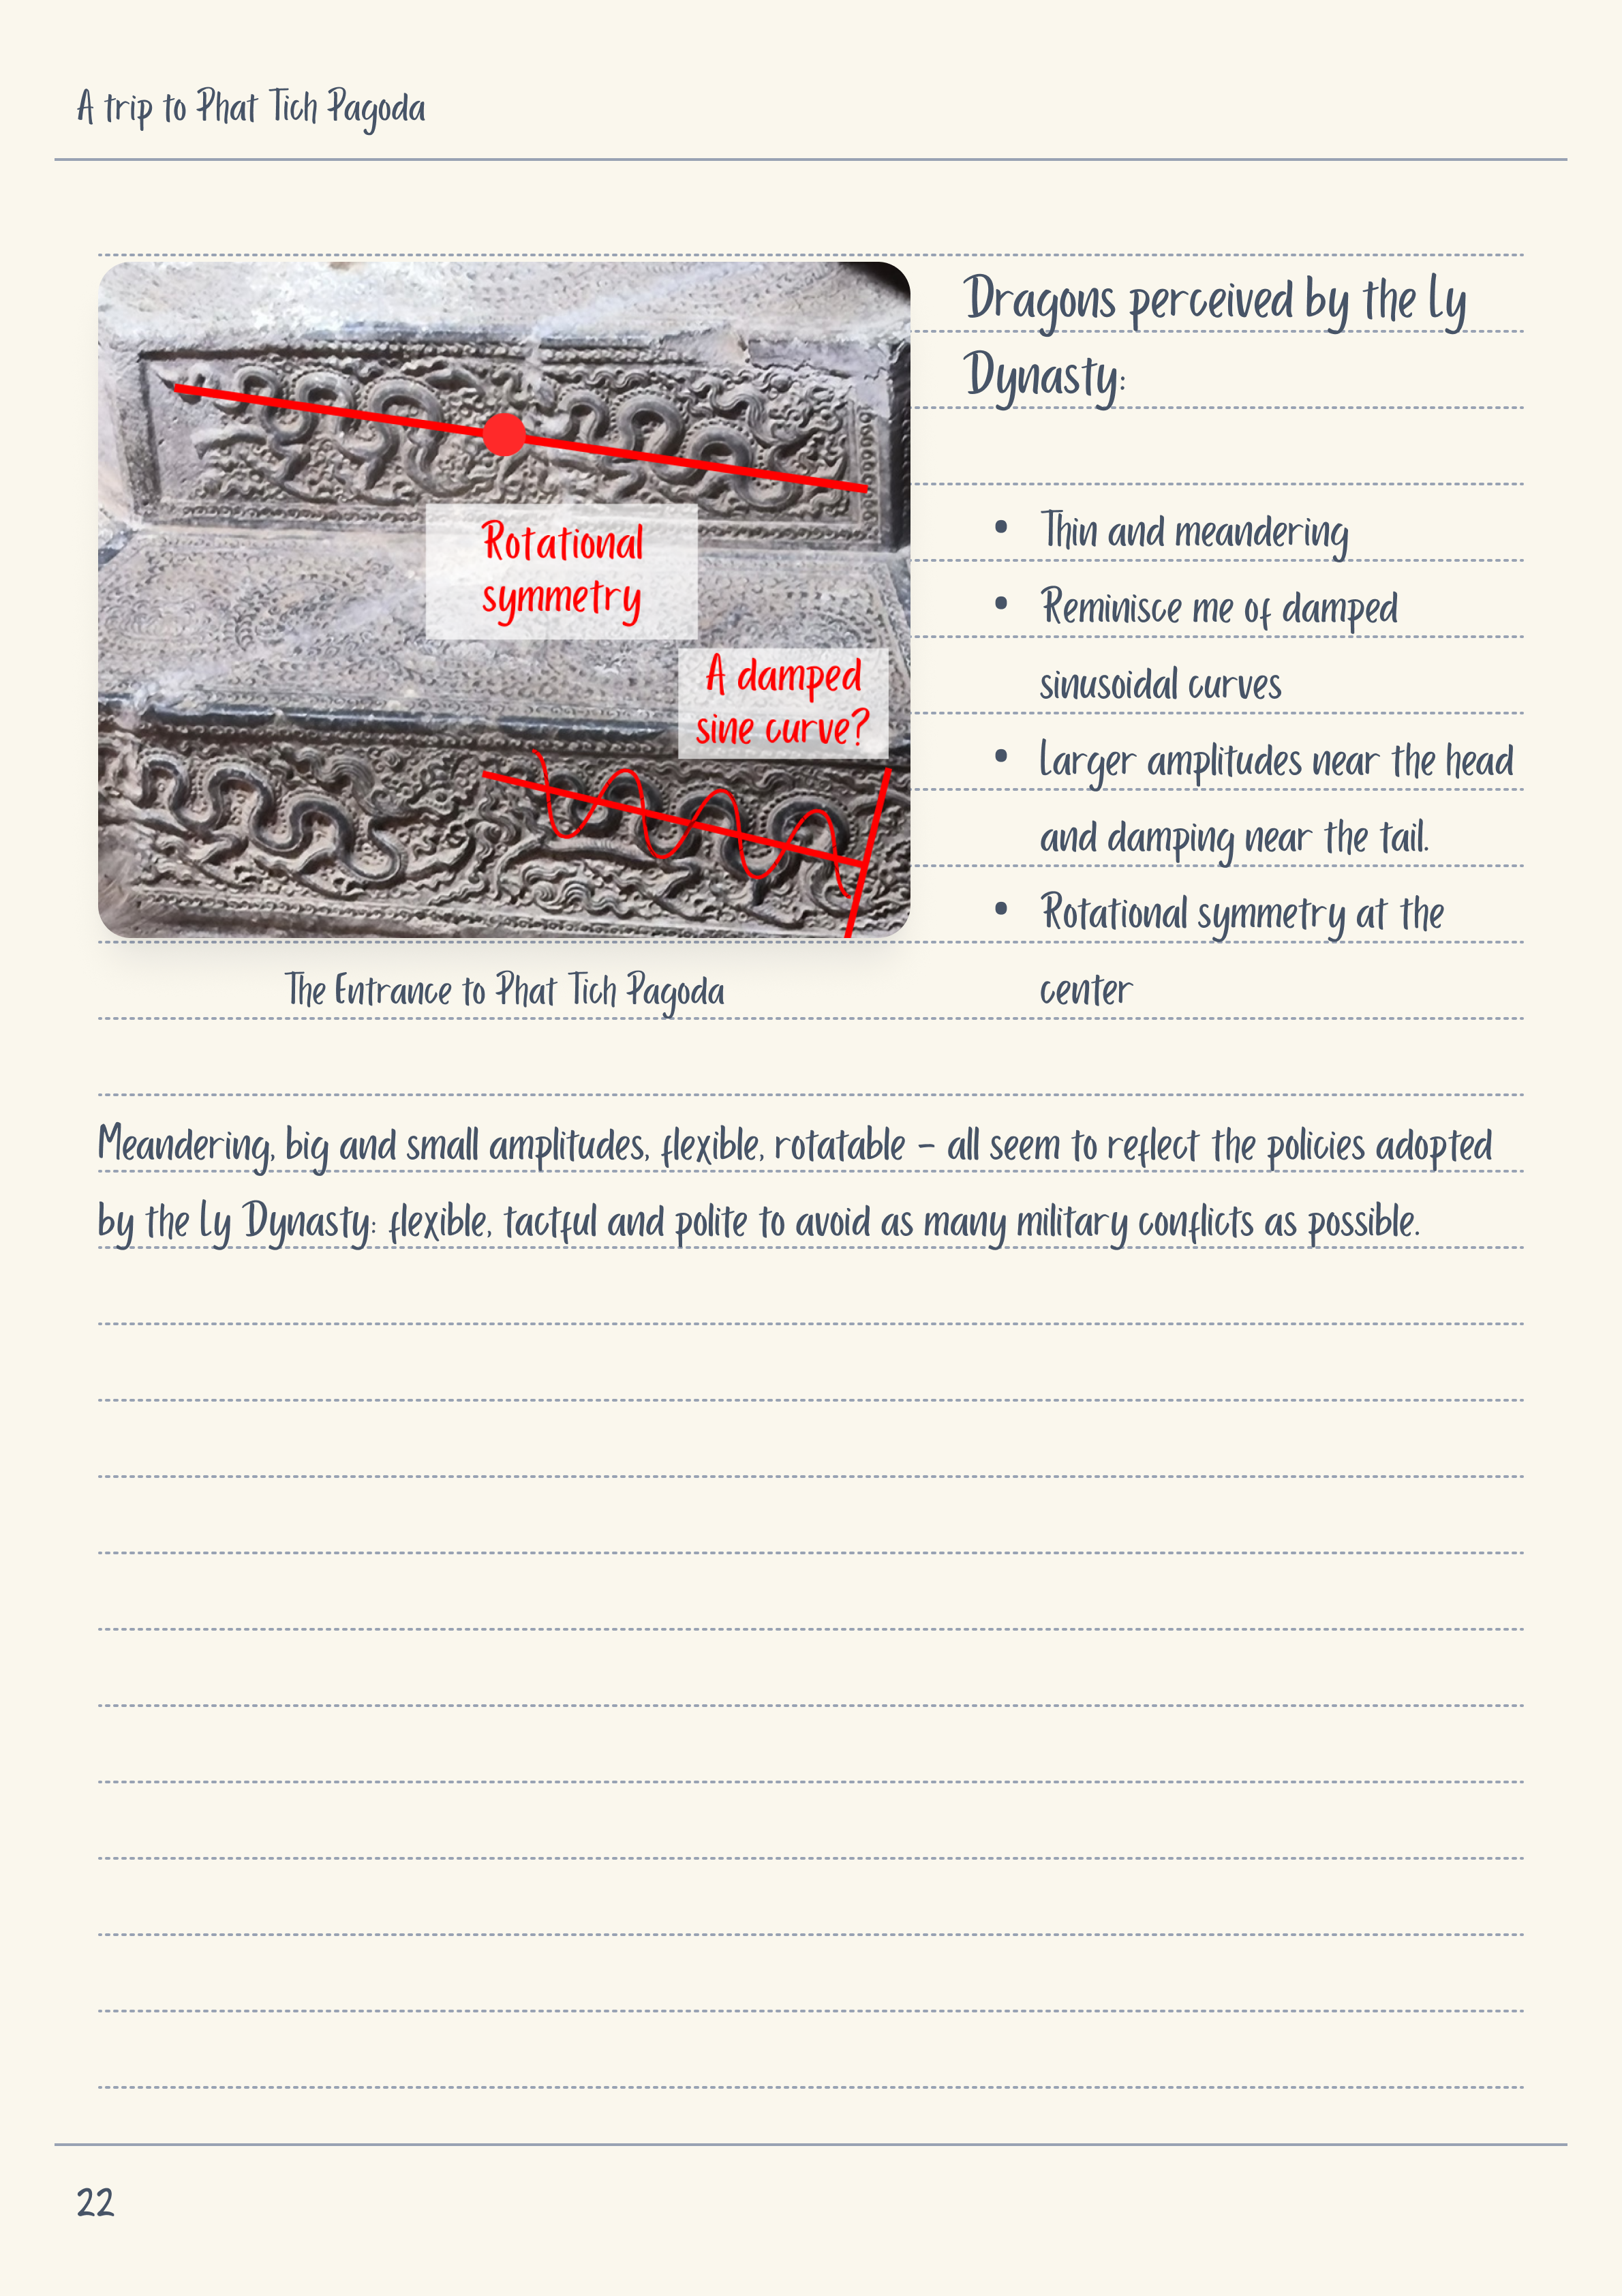 A trip to Phat Tich Pagoda
Rotational
symmetry
A damped
sine curve?
The Entrance to Phat Tich Pagoda
Dragons perceived by the Ly
Dynasty:
• Thin and meandering
• Reminisce me of damped
sinusoidal curves
• Larger amplitudes near the head
and damping near the tail.
• Rotational symmetry at the
center
Meandering, big and small amplitudes, flexible, rotatable – all seem to reflect the policies adopted
by the Ly Dynasty: flexible, tactful and polite to avoid as many military conflicts as possible.
22